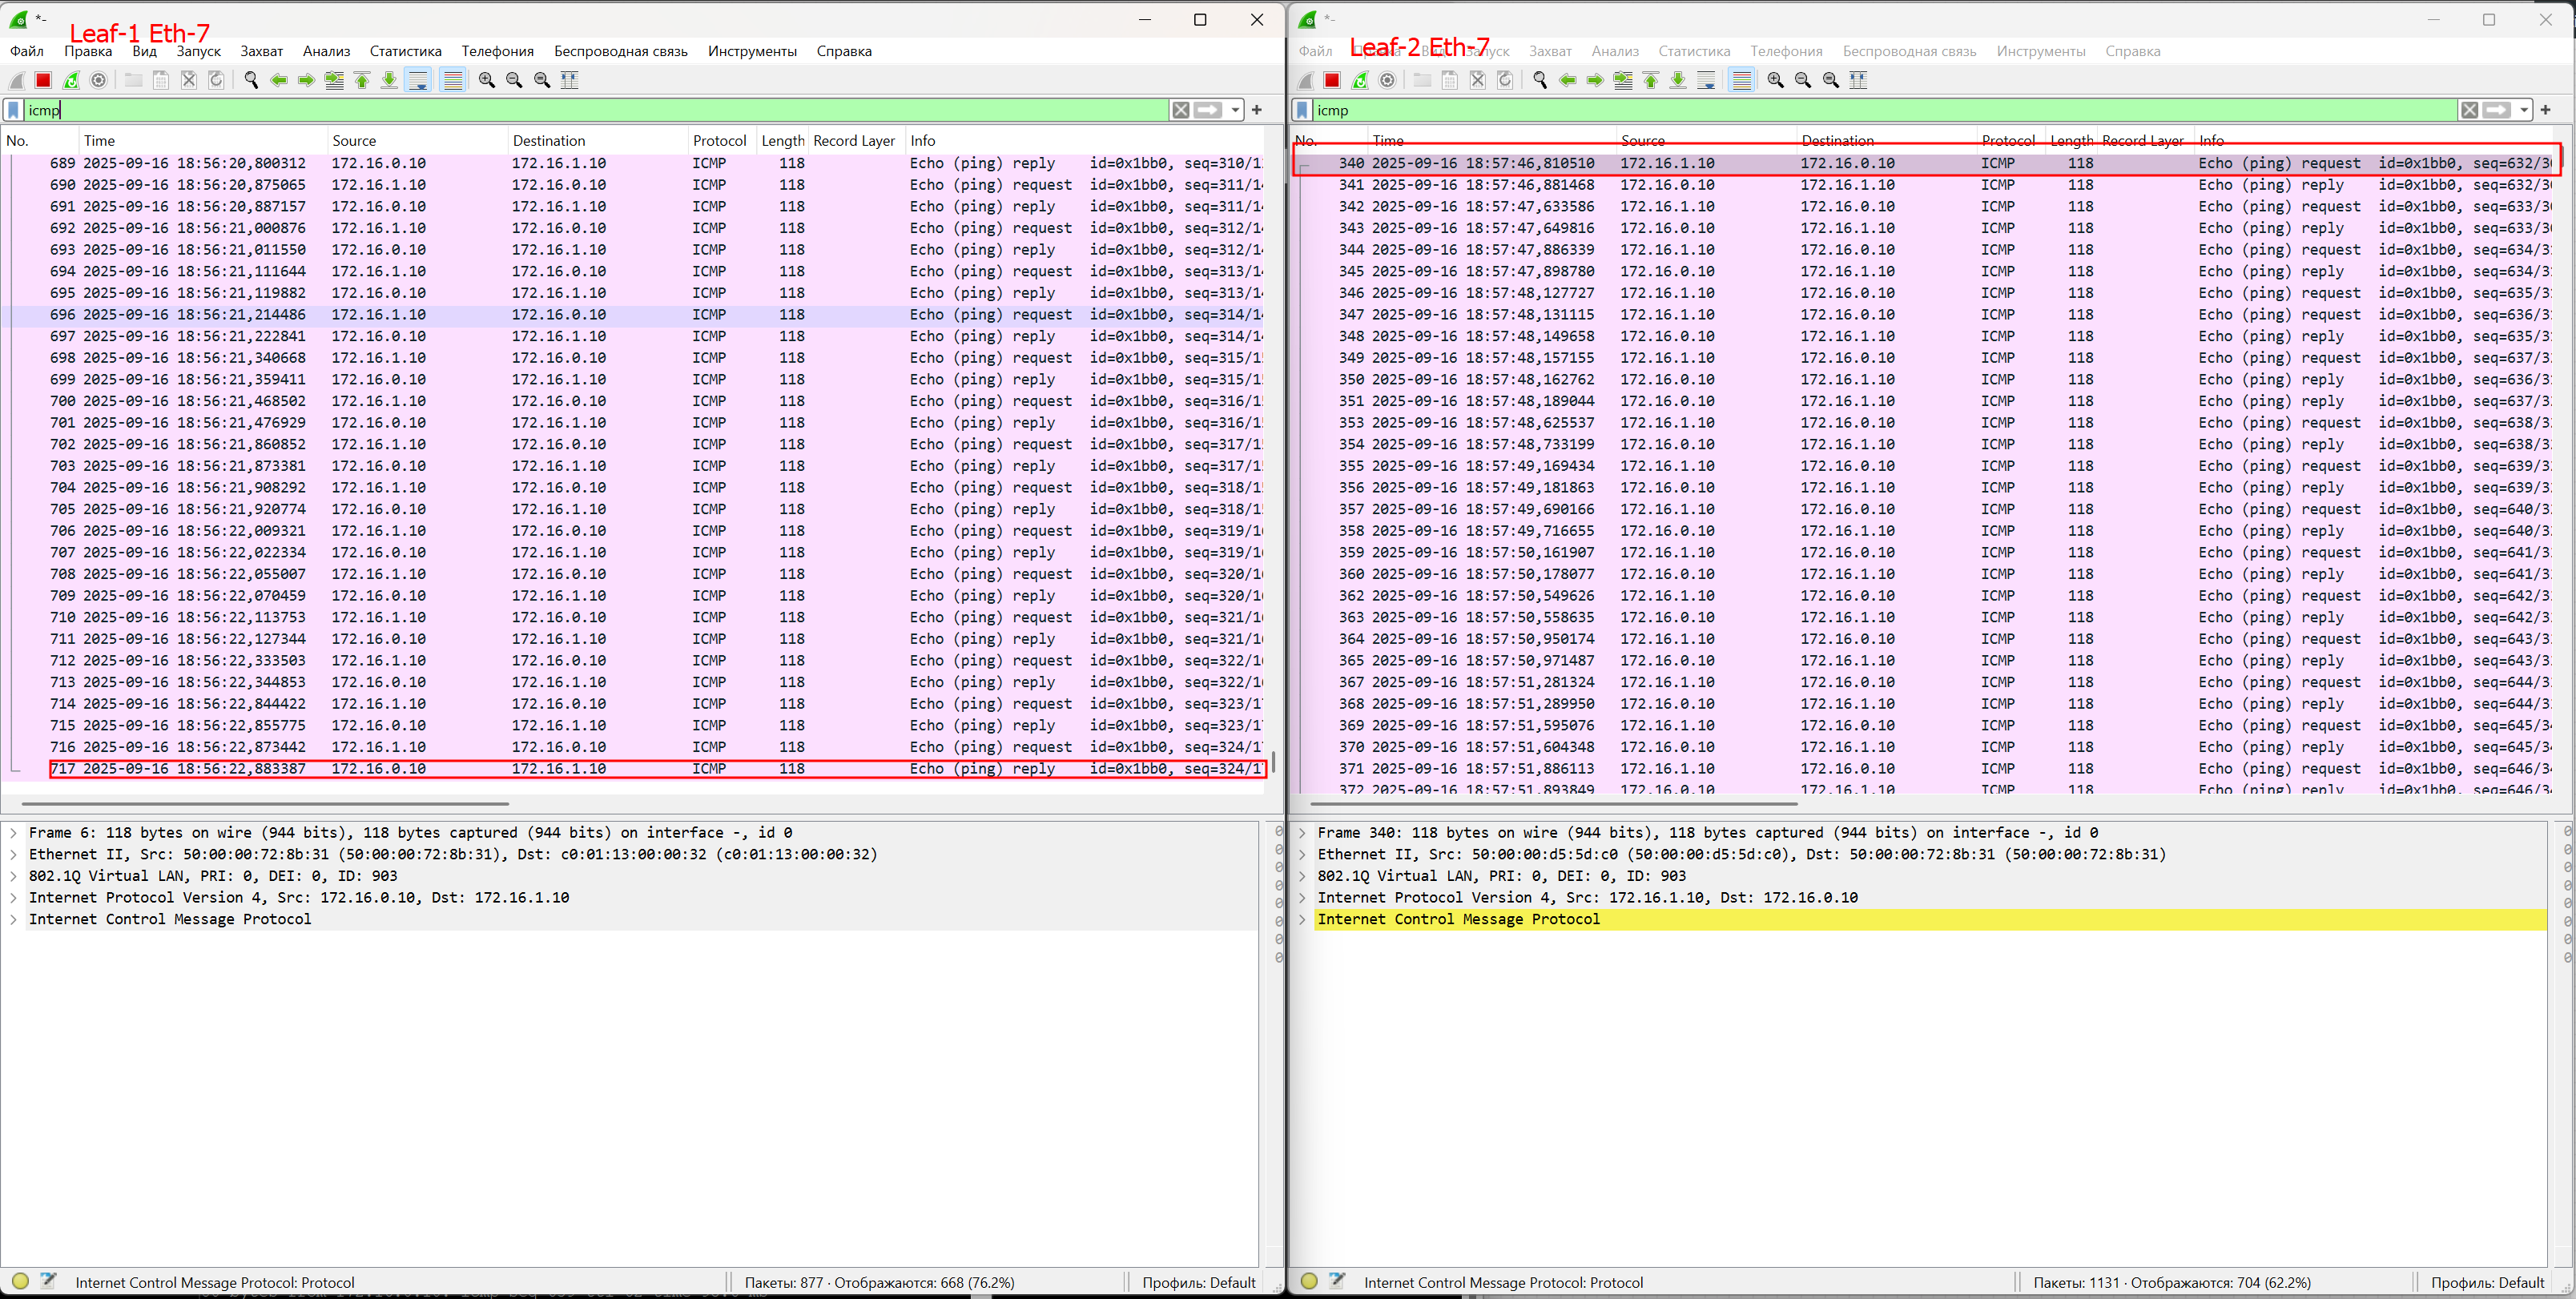 *-
Leaf-1 Eth-7
Файл Правка Вид Запуск Захват Анализ Статистика Телефония Беспроводная связь Инструменты Справка
icmp
No. Time Source Destination Protocol Length Record Layer Info
689 2025-09-16 18:56:20,800312 172.16.0.10 172.16.1.10 ICMP 118 Echo (ping) reply id=0x1bb0, seq=310/1
690 2025-09-16 18:56:20,875065 172.16.1.10 172.16.0.10 ICMP 118 Echo (ping) request id=0x1bb0, seq=311/14
691 2025-09-16 18:56:20,887157 172.16.0.10 172.16.1.10 ICMP 118 Echo (ping) reply id=0x1bb0, seq=311/14
692 2025-09-16 18:56:21,000876 172.16.1.10 172.16.0.10 ICMP 118 Echo (ping) request id=0x1bb0, seq=312/14
693 2025-09-16 18:56:21,011550 172.16.0.10 172.16.1.10 ICMP 118 Echo (ping) reply id=0x1bb0, seq=312/14
694 2025-09-16 18:56:21,111644 172.16.1.10 172.16.0.10 ICMP 118 Echo (ping) request id=0x1bb0, seq=313/14
695 2025-09-16 18:56:21,119882 172.16.0.10 172.16.1.10 ICMP 118 Echo (ping) reply id=0x1bb0, seq=313/14
696 2025-09-16 18:56:21,214486 172.16.1.10 172.16.0.10 ICMP 118 Echo (ping) request id=0x1bb0, seq=314/14
697 2025-09-16 18:56:21,222841 172.16.0.10 172.16.1.10 ICMP 118 Echo (ping) reply id=0x1bb0, seq=314/14
698 2025-09-16 18:56:21,340668 172.16.1.10 172.16.0.10 ICMP 118 Echo (ping) request id=0x1bb0, seq=315/15
699 2025-09-16 18:56:21,359411 172.16.0.10 172.16.1.10 ICMP 118 Echo (ping) reply id=0x1bb0, seq=315/15
700 2025-09-16 18:56:21,468502 172.16.1.10 172.16.0.10 ICMP 118 Echo (ping) request id=0x1bb0, seq=316/15
701 2025-09-16 18:56:21,476929 172.16.0.10 172.16.1.10 ICMP 118 Echo (ping) reply id=0x1bb0, seq=316/15
702 2025-09-16 18:56:21,860852 172.16.1.10 172.16.0.10 ICMP 118 Echo (ping) request id=0x1bb0, seq=317/15
703 2025-09-16 18:56:21,873381 172.16.0.10 172.16.1.10 ICMP 118 Echo (ping) reply id=0x1bb0, seq=317/15
704 2025-09-16 18:56:21,908292 172.16.1.10 172.16.0.10 ICMP 118 Echo (ping) request id=0x1bb0, seq=318/15
705 2025-09-16 18:56:21,920774 172.16.0.10 172.16.1.10 ICMP 118 Echo (ping) reply id=0x1bb0, seq=318/15
706 2025-09-16 18:56:22,009321 172.16.1.10 172.16.0.10 ICMP 118 Echo (ping) request id=0x1bb0, seq=319/16
707 2025-09-16 18:56:22,022334 172.16.0.10 172.16.1.10 ICMP 118 Echo (ping) reply id=0x1bb0, seq=319/16
708 2025-09-16 18:56:22,055007 172.16.1.10 172.16.0.10 ICMP 118 Echo (ping) request id=0x1bb0, seq=320/16
709 2025-09-16 18:56:22,070459 172.16.0.10 172.16.1.10 ICMP 118 Echo (ping) reply id=0x1bb0, seq=320/16
710 2025-09-16 18:56:22,113753 172.16.1.10 172.16.0.10 ICMP 118 Echo (ping) request id=0x1bb0, seq=321/16
711 2025-09-16 18:56:22,127344 172.16.0.10 172.16.1.10 ICMP 118 Echo (ping) reply id=0x1bb0, seq=321/16
712 2025-09-16 18:56:22,333503 172.16.1.10 172.16.0.10 ICMP 118 Echo (ping) request id=0x1bb0, seq=322/16
713 2025-09-16 18:56:22,344853 172.16.0.10 172.16.1.10 ICMP 118 Echo (ping) reply id=0x1bb0, seq=322/16
714 2025-09-16 18:56:22,844422 172.16.1.10 172.16.0.10 ICMP 118 Echo (ping) request id=0x1bb0, seq=323/17
715 2025-09-16 18:56:22,855775 172.16.0.10 172.16.1.10 ICMP 118 Echo (ping) reply id=0x1bb0, seq=323/17
716 2025-09-16 18:56:22,873442 172.16.1.10 172.16.0.10 ICMP 118 Echo (ping) request id=0x1bb0, seq=324/17
717 2025-09-16 18:56:22,883387 172.16.0.10 172.16.1.10 ICMP 118 Echo (ping) reply id=0x1bb0, seq=324/1
Frame 6: 118 bytes on wire (944 bits), 118 bytes captured (944 bits) on interface -, id 0
Ethernet II, Src: 50:00:00:72:8b:31 (50:00:00:72:8b:31), Dst: c0:01:13:00:00:32 (c0:01:13:00:00:32)
802.1Q Virtual LAN, PRI: 0, DEI: 0, ID: 903
Internet Protocol Version 4, Src: 172.16.0.10, Dst: 172.16.1.10
Internet Control Message Protocol
Internet Control Message Protocol: Protocol Пакеты: 877 · Отображаются: 668 (76.2%) Профиль: Default
*-
Leaf-2 Eth-7
Файл Правка Вид Запуск Захват Анализ Статистика Телефония Беспроводная связь Инструменты Справка
icmp
No. Time Source Destination Protocol Length Record Layer Info
340 2025-09-16 18:57:46,810510 172.16.1.10 172.16.0.10 ICMP 118 Echo (ping) request id=0x1bb0, seq=632/30
341 2025-09-16 18:57:46,881468 172.16.0.10 172.16.1.10 ICMP 118 Echo (ping) reply id=0x1bb0, seq=632/30
342 2025-09-16 18:57:47,633586 172.16.1.10 172.16.0.10 ICMP 118 Echo (ping) request id=0x1bb0, seq=633/30
343 2025-09-16 18:57:47,649816 172.16.0.10 172.16.1.10 ICMP 118 Echo (ping) reply id=0x1bb0, seq=633/30
344 2025-09-16 18:57:47,886339 172.16.1.10 172.16.0.10 ICMP 118 Echo (ping) request id=0x1bb0, seq=634/3
345 2025-09-16 18:57:47,898780 172.16.0.10 172.16.1.10 ICMP 118 Echo (ping) reply id=0x1bb0, seq=634/3
346 2025-09-16 18:57:48,127727 172.16.1.10 172.16.0.10 ICMP 118 Echo (ping) request id=0x1bb0, seq=635/3
347 2025-09-16 18:57:48,131115 172.16.1.10 172.16.0.10 ICMP 118 Echo (ping) request id=0x1bb0, seq=636/3
348 2025-09-16 18:57:48,149658 172.16.0.10 172.16.1.10 ICMP 118 Echo (ping) reply id=0x1bb0, seq=635/3
349 2025-09-16 18:57:48,157155 172.16.1.10 172.16.0.10 ICMP 118 Echo (ping) request id=0x1bb0, seq=637/3
350 2025-09-16 18:57:48,162762 172.16.0.10 172.16.1.10 ICMP 118 Echo (ping) reply id=0x1bb0, seq=636/3
351 2025-09-16 18:57:48,189044 172.16.0.10 172.16.1.10 ICMP 118 Echo (ping) reply id=0x1bb0, seq=637/3
353 2025-09-16 18:57:48,625537 172.16.1.10 172.16.0.10 ICMP 118 Echo (ping) request id=0x1bb0, seq=638/3
354 2025-09-16 18:57:48,733199 172.16.0.10 172.16.1.10 ICMP 118 Echo (ping) reply id=0x1bb0, seq=638/3
355 2025-09-16 18:57:49,169434 172.16.1.10 172.16.0.10 ICMP 118 Echo (ping) request id=0x1bb0, seq=639/3
356 2025-09-16 18:57:49,181863 172.16.0.10 172.16.1.10 ICMP 118 Echo (ping) reply id=0x1bb0, seq=639/3
357 2025-09-16 18:57:49,690166 172.16.1.10 172.16.0.10 ICMP 118 Echo (ping) request id=0x1bb0, seq=640/3
358 2025-09-16 18:57:49,716655 172.16.0.10 172.16.1.10 ICMP 118 Echo (ping) reply id=0x1bb0, seq=640/3
359 2025-09-16 18:57:50,161907 172.16.1.10 172.16.0.10 ICMP 118 Echo (ping) request id=0x1bb0, seq=641/3
360 2025-09-16 18:57:50,178077 172.16.0.10 172.16.1.10 ICMP 118 Echo (ping) reply id=0x1bb0, seq=641/3
362 2025-09-16 18:57:50,549626 172.16.1.10 172.16.0.10 ICMP 118 Echo (ping) request id=0x1bb0, seq=642/3
363 2025-09-16 18:57:50,558635 172.16.0.10 172.16.1.10 ICMP 118 Echo (ping) reply id=0x1bb0, seq=642/3
364 2025-09-16 18:57:50,950174 172.16.1.10 172.16.0.10 ICMP 118 Echo (ping) request id=0x1bb0, seq=643/3
365 2025-09-16 18:57:50,971487 172.16.0.10 172.16.1.10 ICMP 118 Echo (ping) reply id=0x1bb0, seq=643/3
367 2025-09-16 18:57:51,281324 172.16.1.10 172.16.0.10 ICMP 118 Echo (ping) request id=0x1bb0, seq=644/3
368 2025-09-16 18:57:51,289950 172.16.0.10 172.16.1.10 ICMP 118 Echo (ping) reply id=0x1bb0, seq=644/3
369 2025-09-16 18:57:51,595076 172.16.1.10 172.16.0.10 ICMP 118 Echo (ping) request id=0x1bb0, seq=645/34
370 2025-09-16 18:57:51,604348 172.16.0.10 172.16.1.10 ICMP 118 Echo (ping) reply id=0x1bb0, seq=645/34
371 2025-09-16 18:57:51,886113 172.16.1.10 172.16.0.10 ICMP 118 Echo (ping) request id=0x1bb0, seq=646/34
372 2025-09-16 18:57:51,893849 172.16.0.10 172.16.1.10 ICMP 118 Echo (ping) reply id=0x1bb0, seq=646/34
Frame 340: 118 bytes on wire (944 bits), 118 bytes captured (944 bits) on interface -, id 0
Ethernet II, Src: 50:00:00:d5:5d:c0 (50:00:00:d5:5d:c0), Dst: 50:00:00:72:8b:31 (50:00:00:72:8b:31)
802.1Q Virtual LAN, PRI: 0, DEI: 0, ID: 903
Internet Protocol Version 4, Src: 172.16.1.10, Dst: 172.16.0.10
Internet Control Message Protocol
Internet Control Message Protocol: Protocol Пакеты: 1131 · Отображаются: 704 (62.2%) Профиль: Default